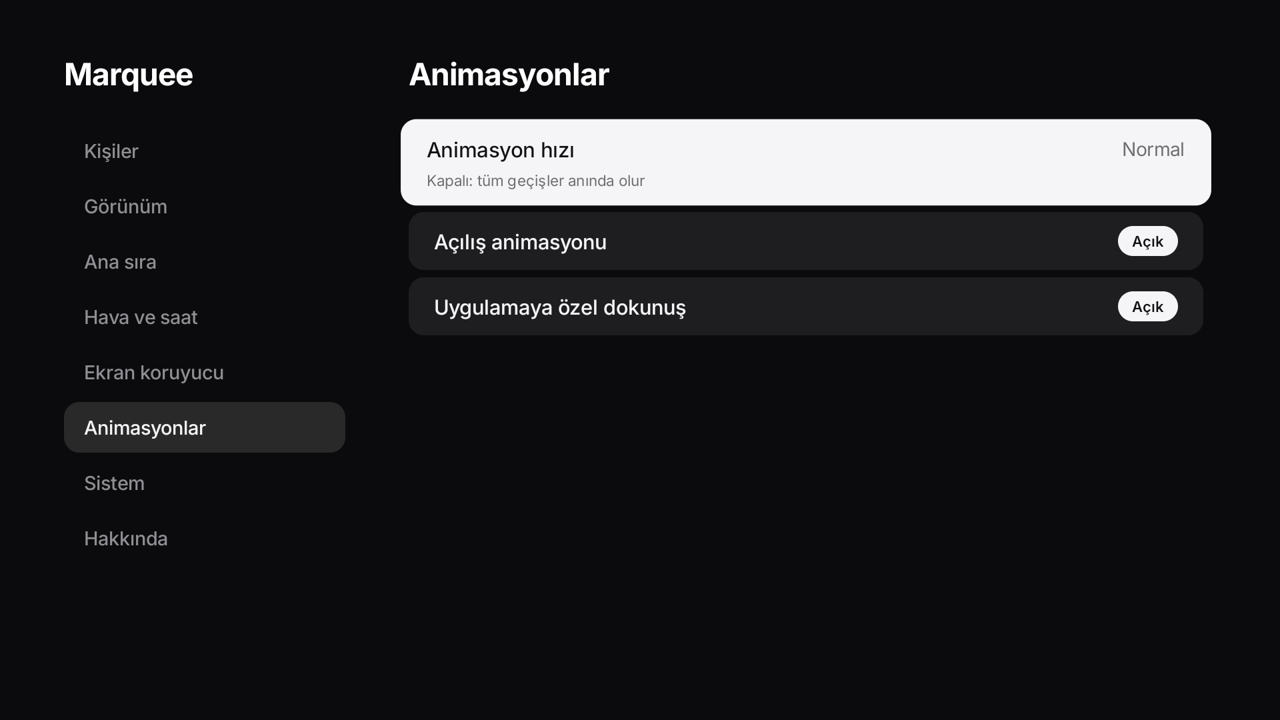 Marquee
Kişiler
Görünüm
Ana sıra
Hava ve saat
Ekran koruyucu
Animasyonlar
Sistem
Hakkında
Animasyonlar
Animasyon hızı
Normal
Kapalı: tüm geçişler anında olur
Açılış animasyonu
Açık
Uygulamaya özel dokunuş
Açık